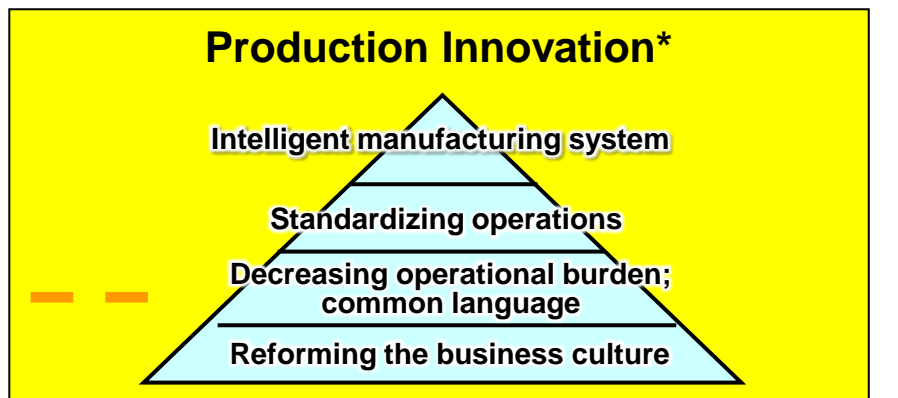 Production Innovation*
Intelligent manufacturing system
Standardizing operations
Decreasing operational burden;
common language
Reforming the business culture